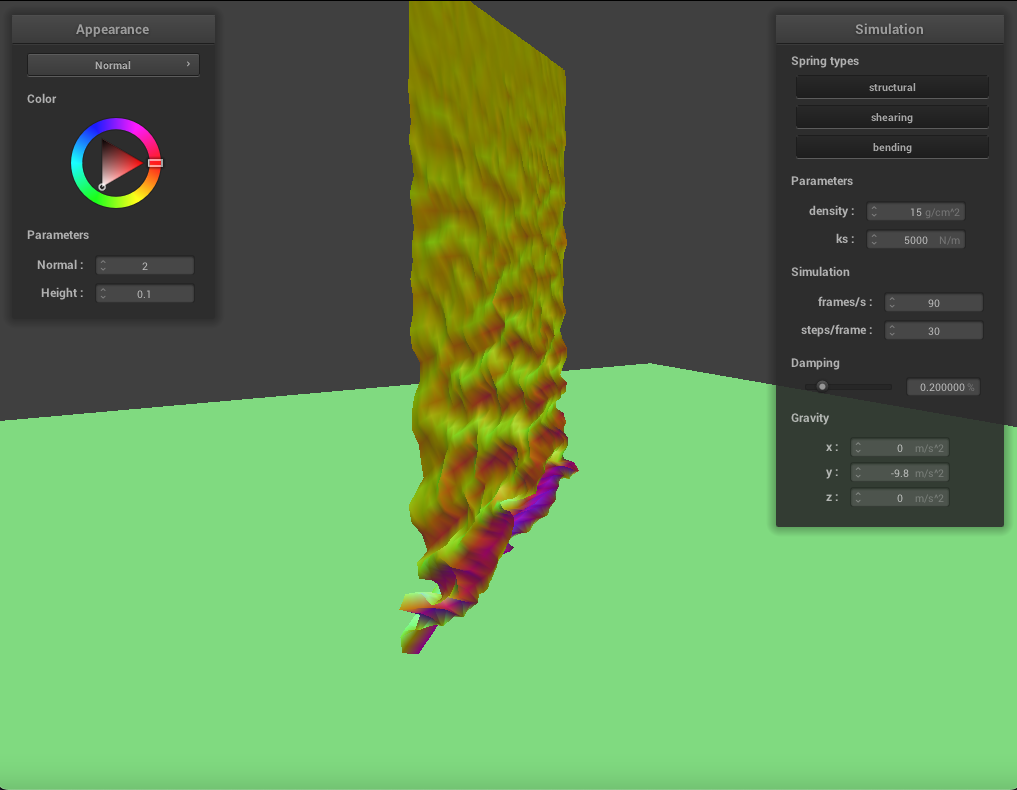 Appearance
Normal
Color
Parameters
Normal : 2
Height : 0.1
Simulation
Spring types
structural
shearing
bending
Parameters
density : 15 g/cm^2
ks : 5000 N/m
Simulation
frames/s : 90
steps/frame : 30
Damping
0.200000 %
Gravity
x : 0 m/s^2
y : -9.8 m/s^2
z : 0 m/s^2